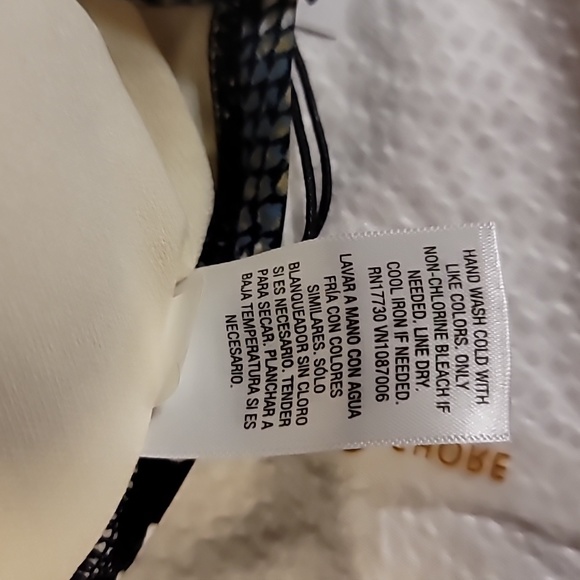 HAND WASH COLD WITH
LIKE COLORS. ONLY
NON-CHLORINE BLEACH IF
NEEDED. LINE DRY.
COOL IRON IF NEEDED.
RN17730 VN1087006
LAVAR A MANO CON AGUA
FRÍA CON COLORES
SIMILARES. SÓLO
BLANQUEADOR SIN CLORO
SI ES NECESARIO. TENDER
PARA SECAR. PLANCHAR A
BAJA TEMPERATURA SI ES
NECESARIO.